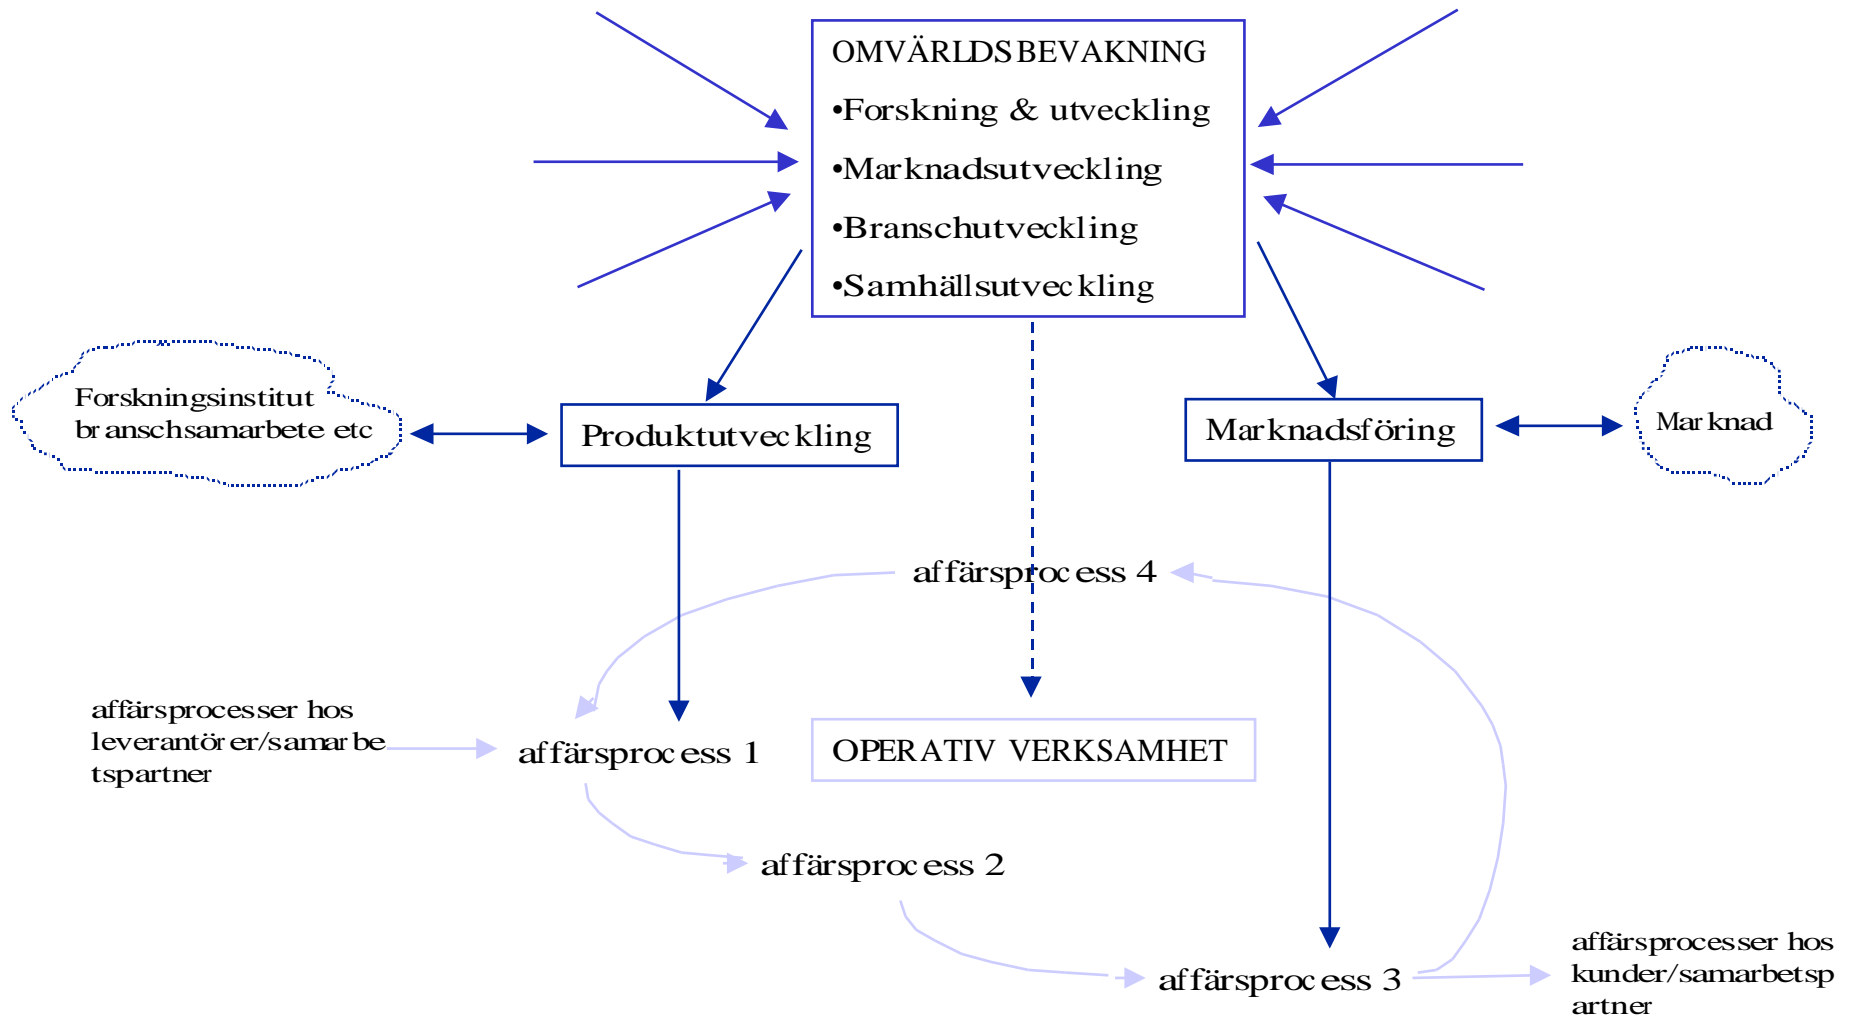 OMVÄRLDSBEVAKNING
•Forskning & utveckling
•Marknadsutveckling
•Branschutveckling
•Samhällsutveckling
Forskningsinstitut
branschsamarbete etc
Produktutveckling
Marknadsföring
Marknad
affärsprocess 4
affärsprocesser hos
leverantörer/samarbe
tspartner
affärsprocess 1
OPERATIV VERKSAMHET
affärsprocess 2
affärsprocess 3
affärsprocesser hos
kunder/samarbetsp
artner